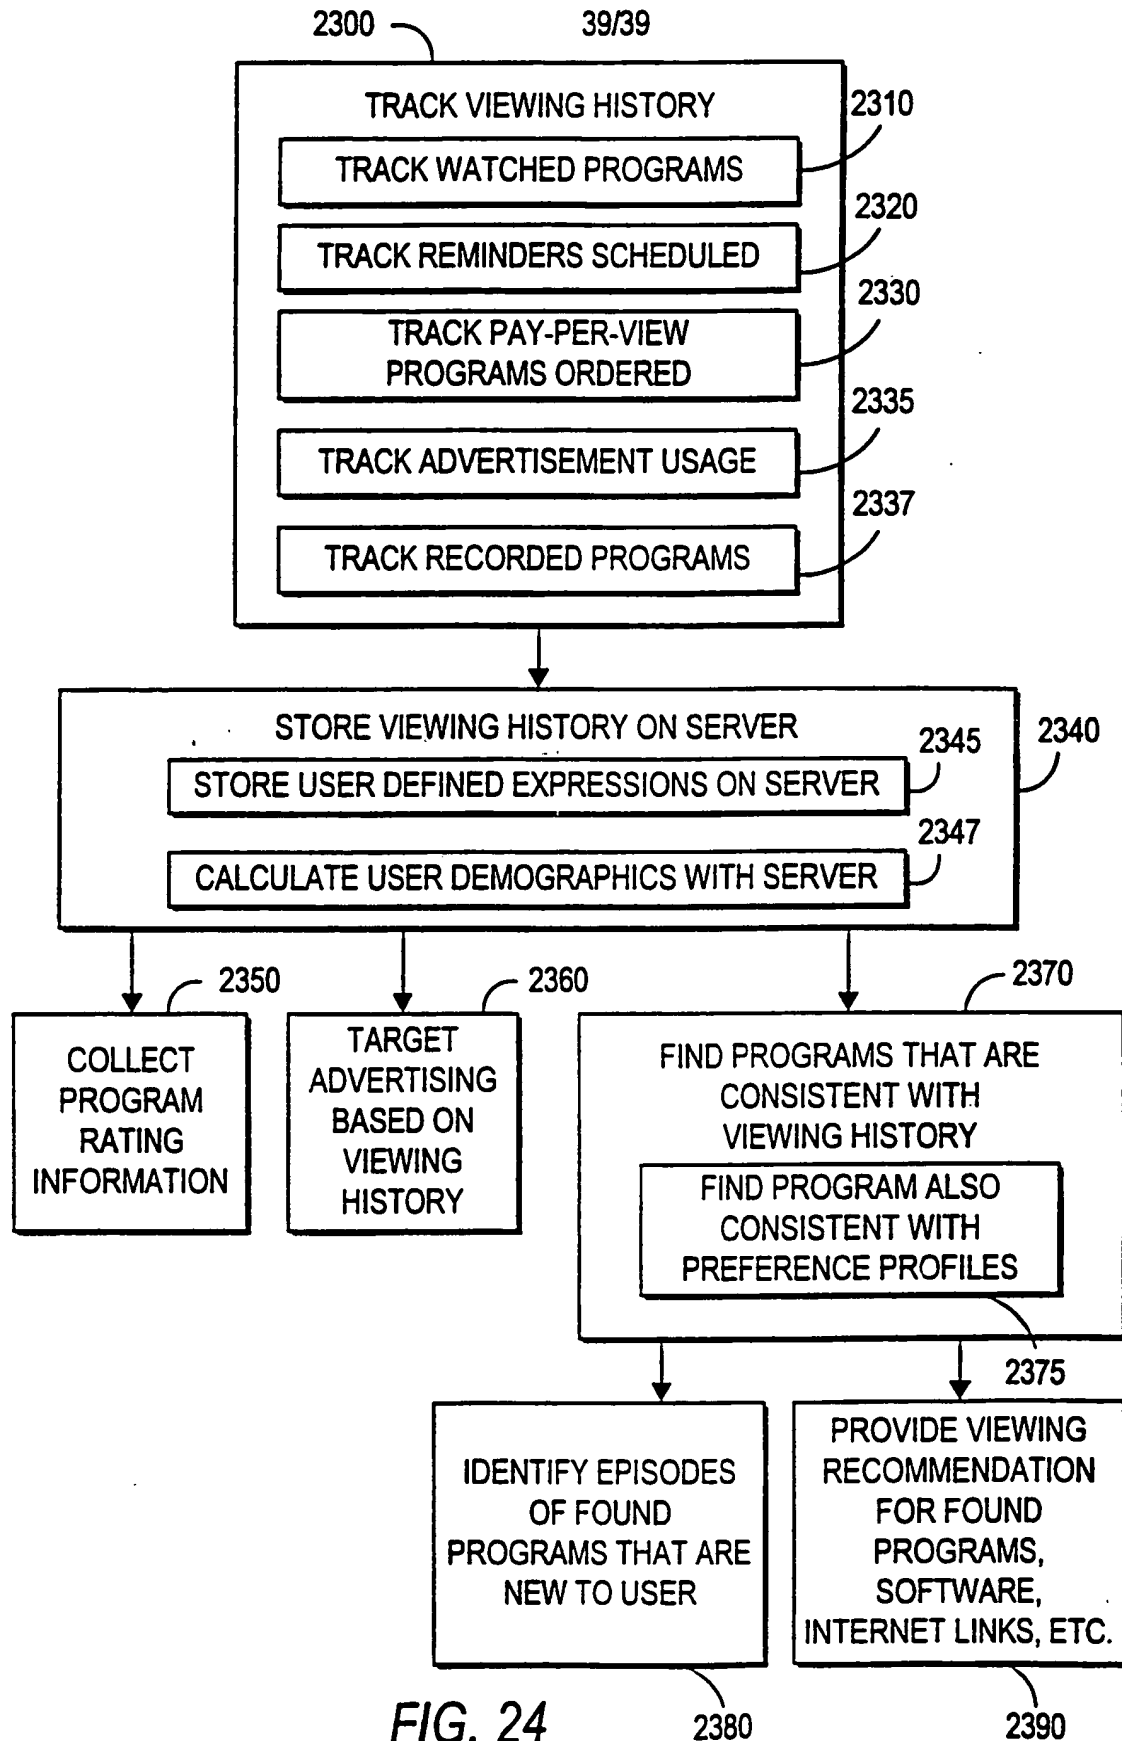 2300 39/39
TRACK VIEWING HISTORY
2310
TRACK WATCHED PROGRAMS
2320
TRACK REMINDERS SCHEDULED
2330
TRACK PAY-PER-VIEW
PROGRAMS ORDERED
2335
TRACK ADVERTISEMENT USAGE
2337
TRACK RECORDED PROGRAMS
STORE VIEWING HISTORY ON SERVER
2340
2345
STORE USER DEFINED EXPRESSIONS ON SERVER
2347
CALCULATE USER DEMOGRAPHICS WITH SERVER
2350
COLLECT
PROGRAM
RATING
INFORMATION
2360
TARGET
ADVERTISING
BASED ON
VIEWING
HISTORY
2370
FIND PROGRAMS THAT ARE
CONSISTENT WITH
VIEWING HISTORY
FIND PROGRAM ALSO
CONSISTENT WITH
PREFERENCE PROFILES
2375
IDENTIFY EPISODES
OF FOUND
PROGRAMS THAT ARE
NEW TO USER
2380
PROVIDE VIEWING
RECOMMENDATION
FOR FOUND
PROGRAMS,
SOFTWARE,
INTERNET LINKS, ETC.
2390
FIG. 24